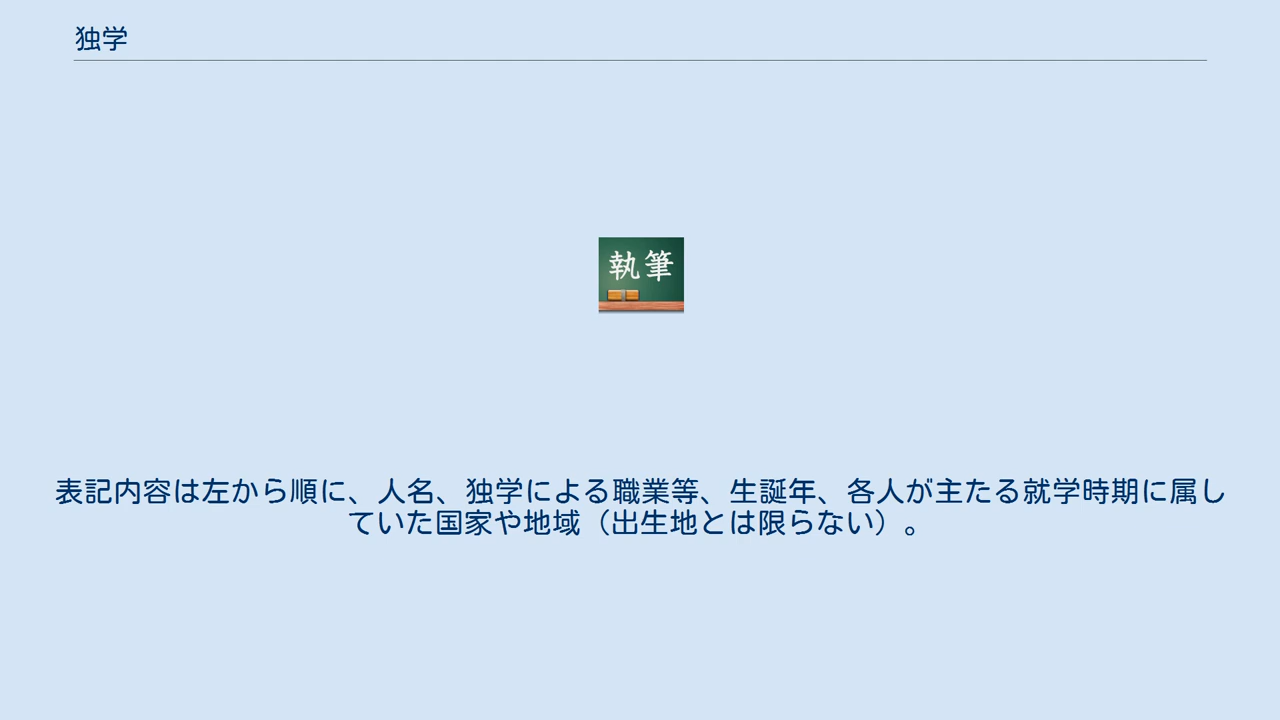 独学
執筆
表記内容は左から順に、人名、独学による職業等、生誕年、各人が主たる就学時期に属し
ていた国家や地域（出生地とは限らない）。